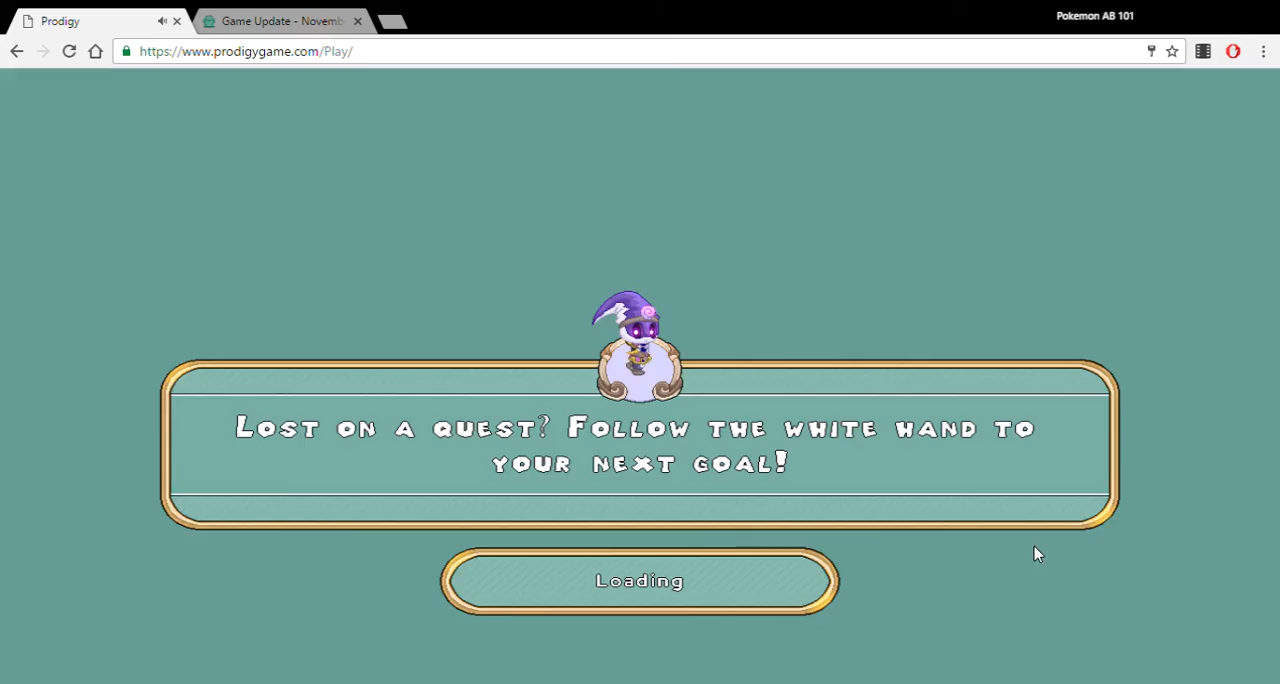 Prodigy
Game Update - Novemb
Pokemon AB 101
https://www.prodigygame.com/Play/
Lost on a quest? Follow the white hand to
your next goal!
Loading